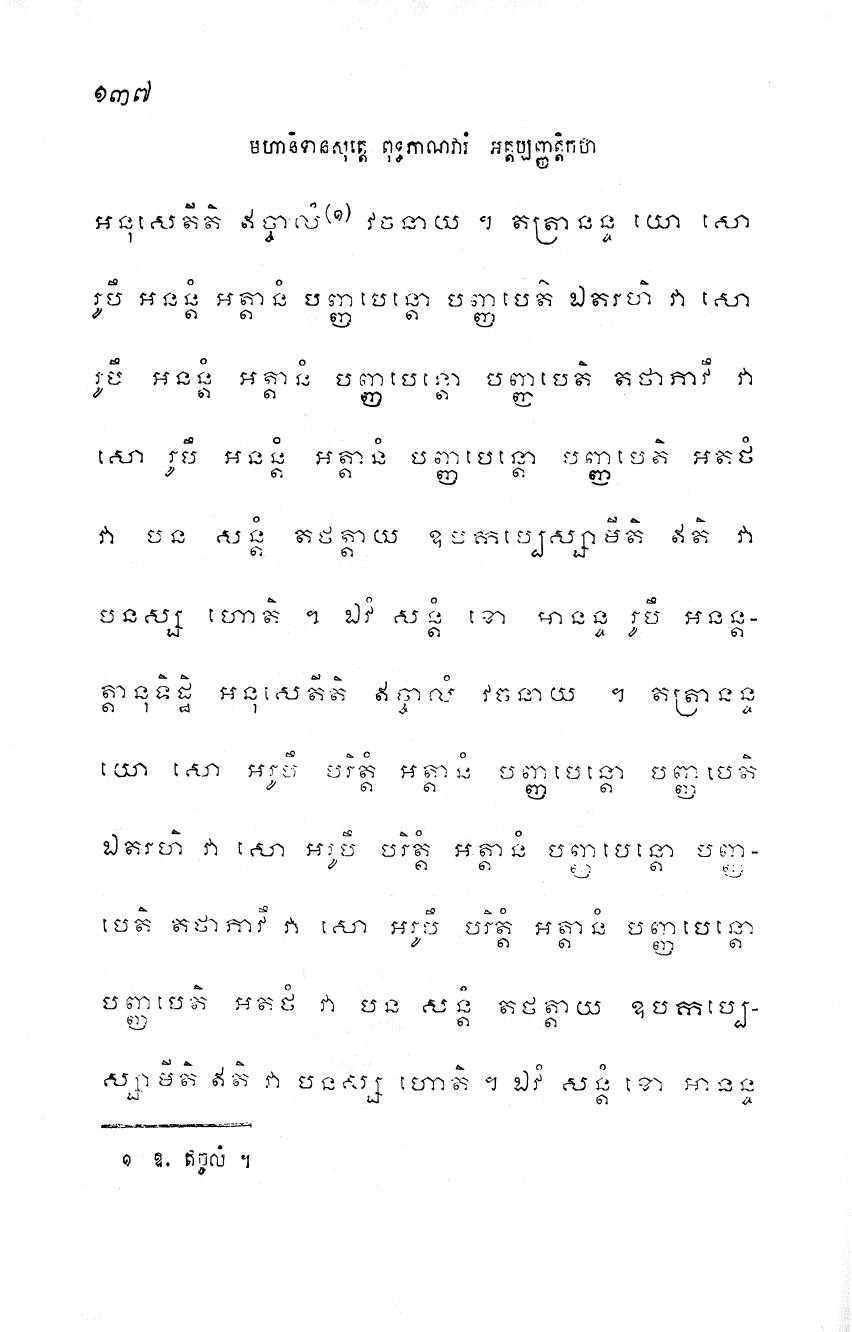 ១៣៧
មហានិទានសុត្តេ ពុទ្ធភាណវារំ អត្តប្បញ្ញត្តិកថា
អនុសេតីតិ ឥច្ចាលំ(១) វចនាយ ។ តត្រានន្ទ យោ សោ
រូបឹ អនន្តំ អត្តានំ បញ្ញបេន្តោ បញ្ញបេតិ ឯតរហិ វា សោ
រូបឹ អនន្តំ អត្តានំ បញ្ញបេន្តោ បញ្ញបេតិ តថាភាវឹ វា
សោ រូបឹ អនន្តំ អត្តានំ បញ្ញបេន្តោ បញ្ញបេតិ អតថំ
វា បន សន្តំ តថត្តាយ ឧបកប្បេស្សាមីតិ ឥតិ វា
បនស្ស ហោតិ ។ ឯវំ សន្តំ ខោ អានន្ទ រូបឹ អនន្ត-
ត្តានុទិដ្ឋិ អនុសេតីតិ ឥច្ចាលំ វចនាយ ។ តត្រានន្ទ
យោ សោ អរូបឹ បរិត្តំ អត្តានំ បញ្ញបេន្តោ បញ្ញបេតិ
ឯតរហិ វា សោ អរូបឹ បរិត្តំ អត្តានំ បញ្ញបេន្តោ បញ្ញ-
បេតិ តថាភាវឹ វា សោ អរូបឹ បរិត្តំ អត្តានំ បញ្ញបេន្តោ
បញ្ញបេតិ អតថំ វា បន សន្តំ តថត្តាយ ឧបកប្បេ-
ស្សាមីតិ ឥតិ វា បនស្ស ហោតិ ។ ឯវំ សន្តំ ខោ អានន្ទ
១ ឱ. ឥច្ចលំ ។